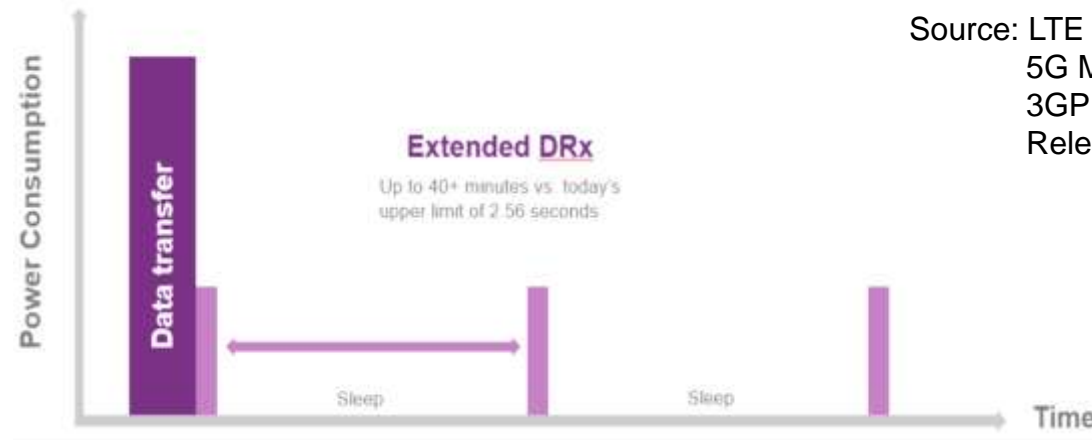 Source: LTE
5G M
3GP
Rele
Power Consumption
Data transfer
Extended DRx
Up to 40+ minutes vs. today's
upper limit of 2.56 seconds
Sleep
Sleep
Time